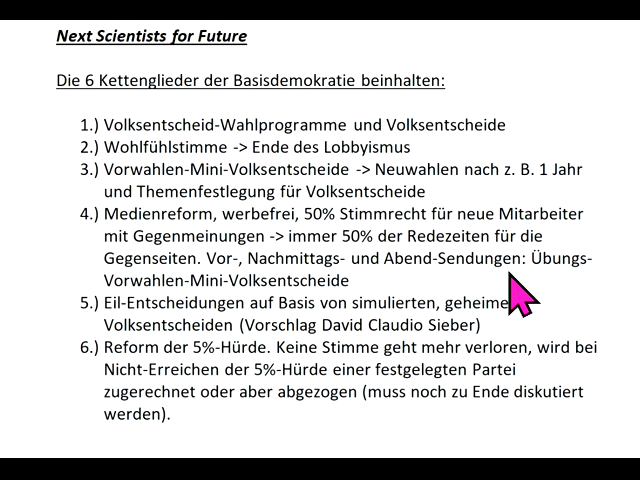 Next Scientists for Future
Die 6 Kettenglieder der Basisdemokratie beinhalten:
1.) Volksentscheid-Wahlprogramme und Volksentscheide
2.) Wohlfühlstimme -> Ende des Lobbyismus
3.) Vorwahlen-Mini-Volksentscheide -> Neuwahlen nach z. B. 1 Jahr
und Themenfestlegung für Volksentscheide
4.) Medienreform, werbefrei, 50% Stimmrecht für neue Mitarbeiter
mit Gegenmeinungen -> immer 50% der Redezeiten für die
Gegenseiten. Vor-, Nachmittags- und Abend-Sendungen: Übungs-
Vorwahlen-Mini-Volksentscheide
5.) Eil-Entscheidungen auf Basis von simulierten,
Volksentscheiden (Vorschlag David Claudio Sieber)
6.) Reform der 5%-Hürde. Keine Stimme geht mehr verloren, wird bei
Nicht-Erreichen der 5%-Hürde einer festgelegten Partei
zugerechnet oder aber abgezogen (muss noch zu Ende diskutiert
werden).